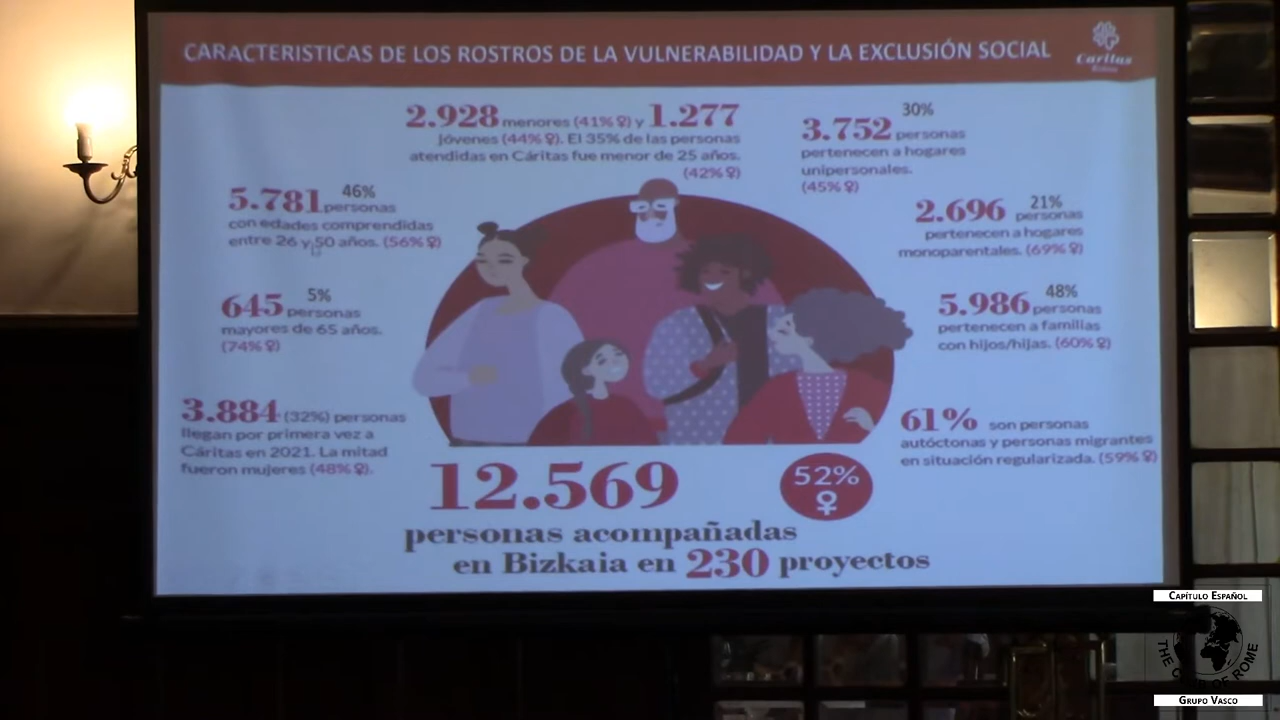 CARACTERISTICAS DE LOS ROSTROS DE LA VULNERABILIDAD Y LA EXCLUSIÓN SOCIAL
Caritas
2.928 menores (41% ♀) y 1.277
jóvenes (44% ♀). El 35% de las personas
atendidas en Cáritas fue menor de 25 años.
(42% ♀)
30%
3.752 personas
pertenecen a hogares
unipersonales.
(45% ♀)
46%
5.781 personas
con edades comprendidas
entre 26 y 50 años. (56% ♀)
21%
2.696 personas
pertenecen a hogares
monoparentales. (69% ♀)
5%
645 personas
mayores de 65 años.
(74% ♀)
48%
5.986 personas
pertenecen a familias
con hijos/hijas. (60% ♀)
3.884 (32%) personas
llegan por primera vez a
Cáritas en 2021. La mitad
fueron mujeres (48% ♀).
61% son personas
autóctonas y personas migrantes
en situación regularizada. (59% ♀)
12.569
52%
♀
personas acompañadas
en Bizkaia en 230 proyectos
Capítulo Español
THE CLUB OF ROME
Grupo Vasco